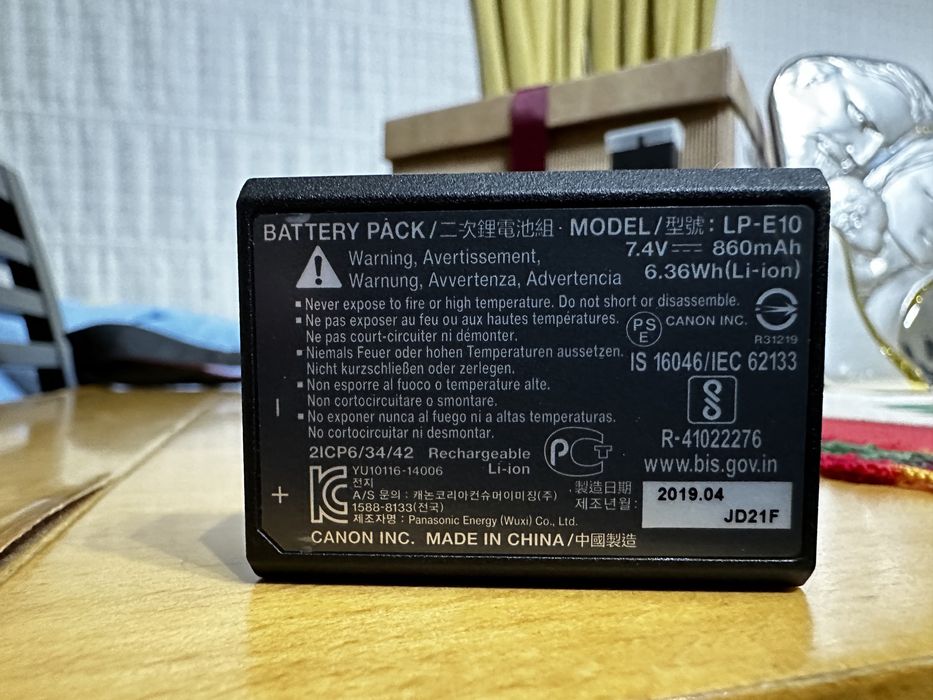 BATTERY PACK/二次鋰電池組 · MODEL/型號: LP-E10
7.4V⎓ 860mAh
6.36Wh(Li-ion)
Warning, Avertissement,
Warnung, Avvertenza, Advertencia
▪ Never expose to fire or high temperature. Do not short or disassemble.
▪ Ne pas exposer au feu ou aux hautes températures.
Ne pas court-circuiter ni démonter.
▪ Niemals Feuer oder hohen Temperaturen aussetzen.
Nicht kurzschließen oder zerlegen.
▪ Non esporre al fuoco o temperature alte.
Non cortocircuitare o smontare.
▪ No exponer nunca al fuego ni a altas temperaturas.
No cortocircuitar ni desmontar.
PS E CANON INC.
R31219
IS 16046/IEC 62133
R-41022276
www.bis.gov.in
2ICP6/34/42 Rechargeable
Li-ion
PCT
YU10116-14006
전지
A/S 문의 : 캐논코리아컨슈머이미징(주)
1588-8133(전국)
제조자명 : Panasonic Energy (Wuxi) Co., Ltd.
製造日期
제조년월:
2019.04
JD21F
CANON INC. MADE IN CHINA/中國製造
– +